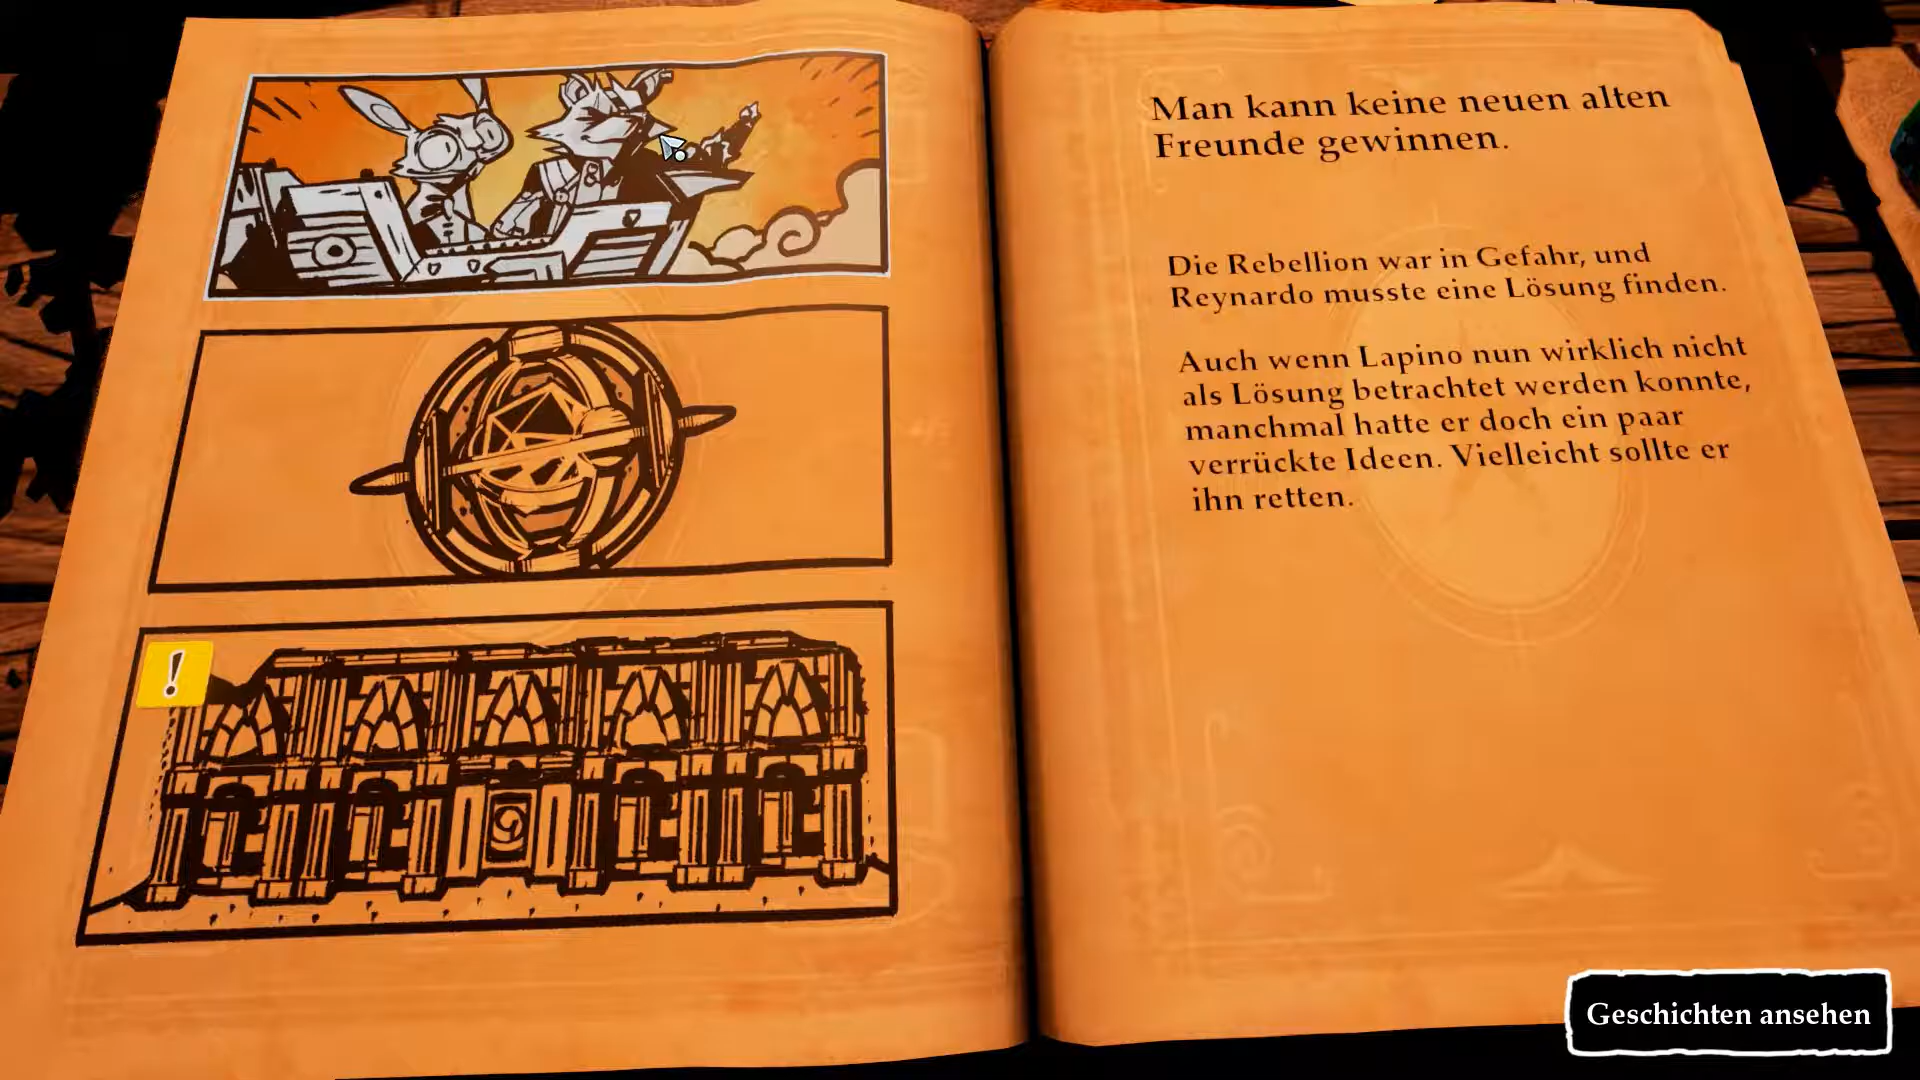 Man kann keine neuen alten
Freunde gewinnen.
Die Rebellion war in Gefahr, und
Reynardo musste eine Lösung finden.
Auch wenn Lapino nun wirklich nicht
als Lösung betrachtet werden konnte,
manchmal hatte er doch ein paar
verrückte Ideen. Vielleicht sollte er
ihn retten.
!
Geschichten ansehen